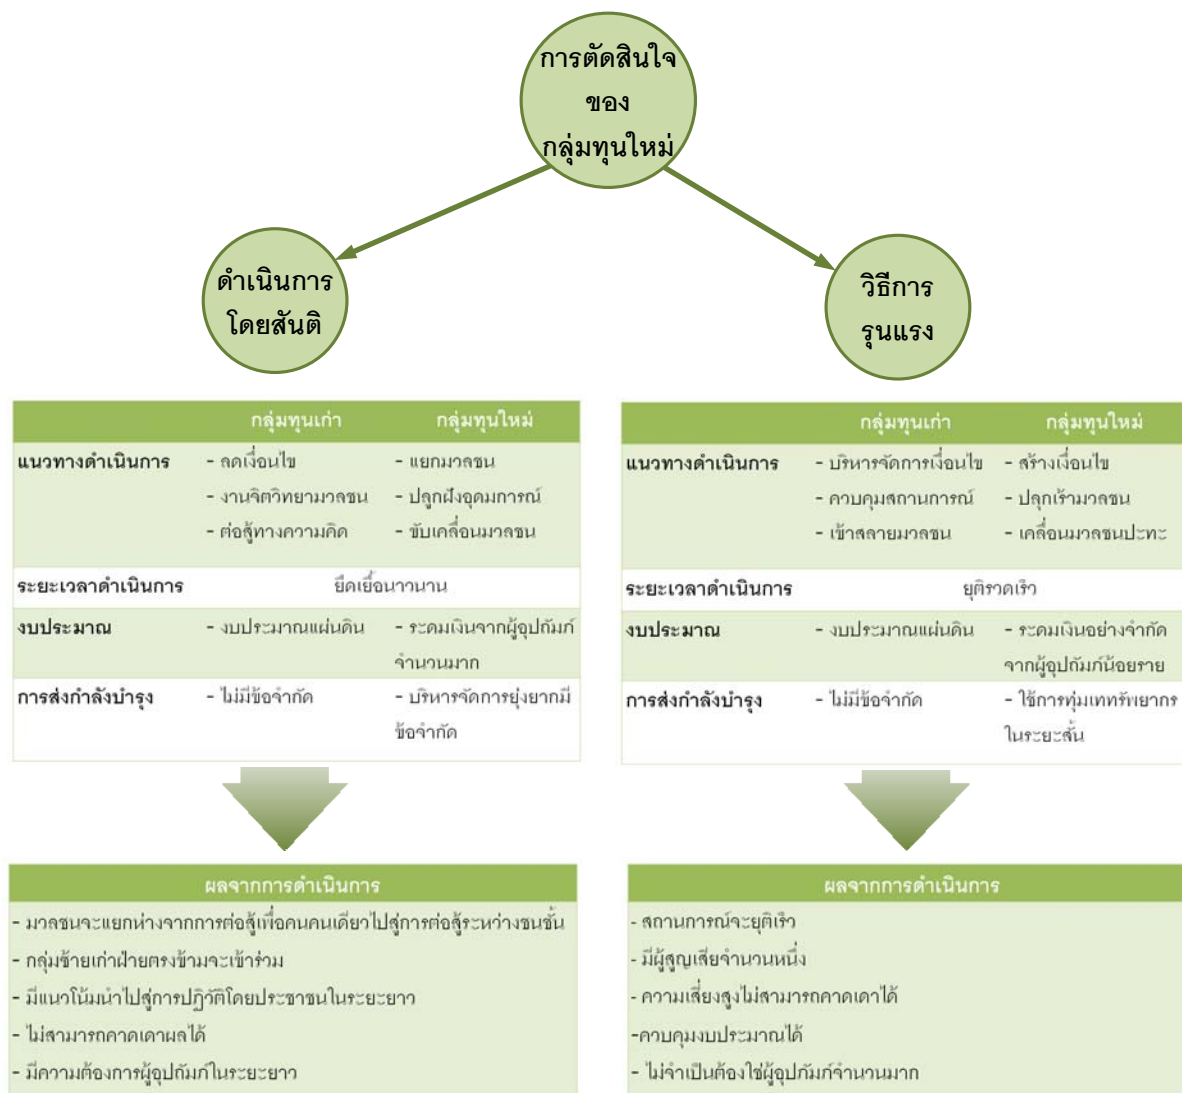 การตัดสินใจ
ของ
กลุ่มทุนใหม่
ดำเนินการ
โดยสันติ
วิธีการ
รุนแรง
กลุ่มทุนเก่า กลุ่มทุนใหม่
แนวทางดำเนินการ - ลดเงื่อนไข - แยกมวลชน
- งานจิตวิทยามวลชน - ปลูกฝังอุดมการณ์
- ต่อสู้ทางความคิด - ขับเคลื่อนมวลชน
ระยะเวลาดำเนินการ ยืดเยื้อยาวนาน
งบประมาณ - งบประมาณแผ่นดิน - ระดมเงินจากผู้อุปถัมภ์
จำนวนมาก
การส่งกำลังบำรุง - ไม่มีข้อจำกัด - บริหารจัดการยุ่งยากมี
ข้อจำกัด
กลุ่มทุนเก่า กลุ่มทุนใหม่
แนวทางดำเนินการ - บริหารจัดการเงื่อนไข - สร้างเงื่อนไข
- ควบคุมสถานการณ์ - ปลุกเร้ามวลชน
- เข้าสลายมวลชน - เคลื่อนมวลชนปะทะ
ระยะเวลาดำเนินการ ยุติรวดเร็ว
งบประมาณ - งบประมาณแผ่นดิน - ระดมเงินอย่างจำกัด
จากผู้อุปถัมภ์น้อยราย
การส่งกำลังบำรุง - ไม่มีข้อจำกัด - ใช้การทุ่มเททรัพยากร
ในระยะสั้น
ผลจากการดำเนินการ
- มวลชนจะแยกห่างจากการต่อสู้เพื่อคนคนเดียวไปสู่การต่อสู้ระหว่างชนชั้น
- กลุ่มซ้ายเก่าฝ่ายตรงข้ามจะเข้าร่วม
- มีแนวโน้มนำไปสู่การปฏิวัติโดยประชาชนในระยะยาว
- ไม่สามารถคาดเดาผลได้
- มีความต้องการผู้อุปถัมภ์ในระยะยาว
ผลจากการดำเนินการ
- สถานการณ์จะยุติเร็ว
- มีผู้สูญเสียจำนวนหนึ่ง
- ความเสี่ยงสูงไม่สามารถคาดเดาได้
-ควบคุมงบประมาณได้
- ไม่จำเป็นต้องใช่ผู้อุปภัมภ์จำนวนมาก